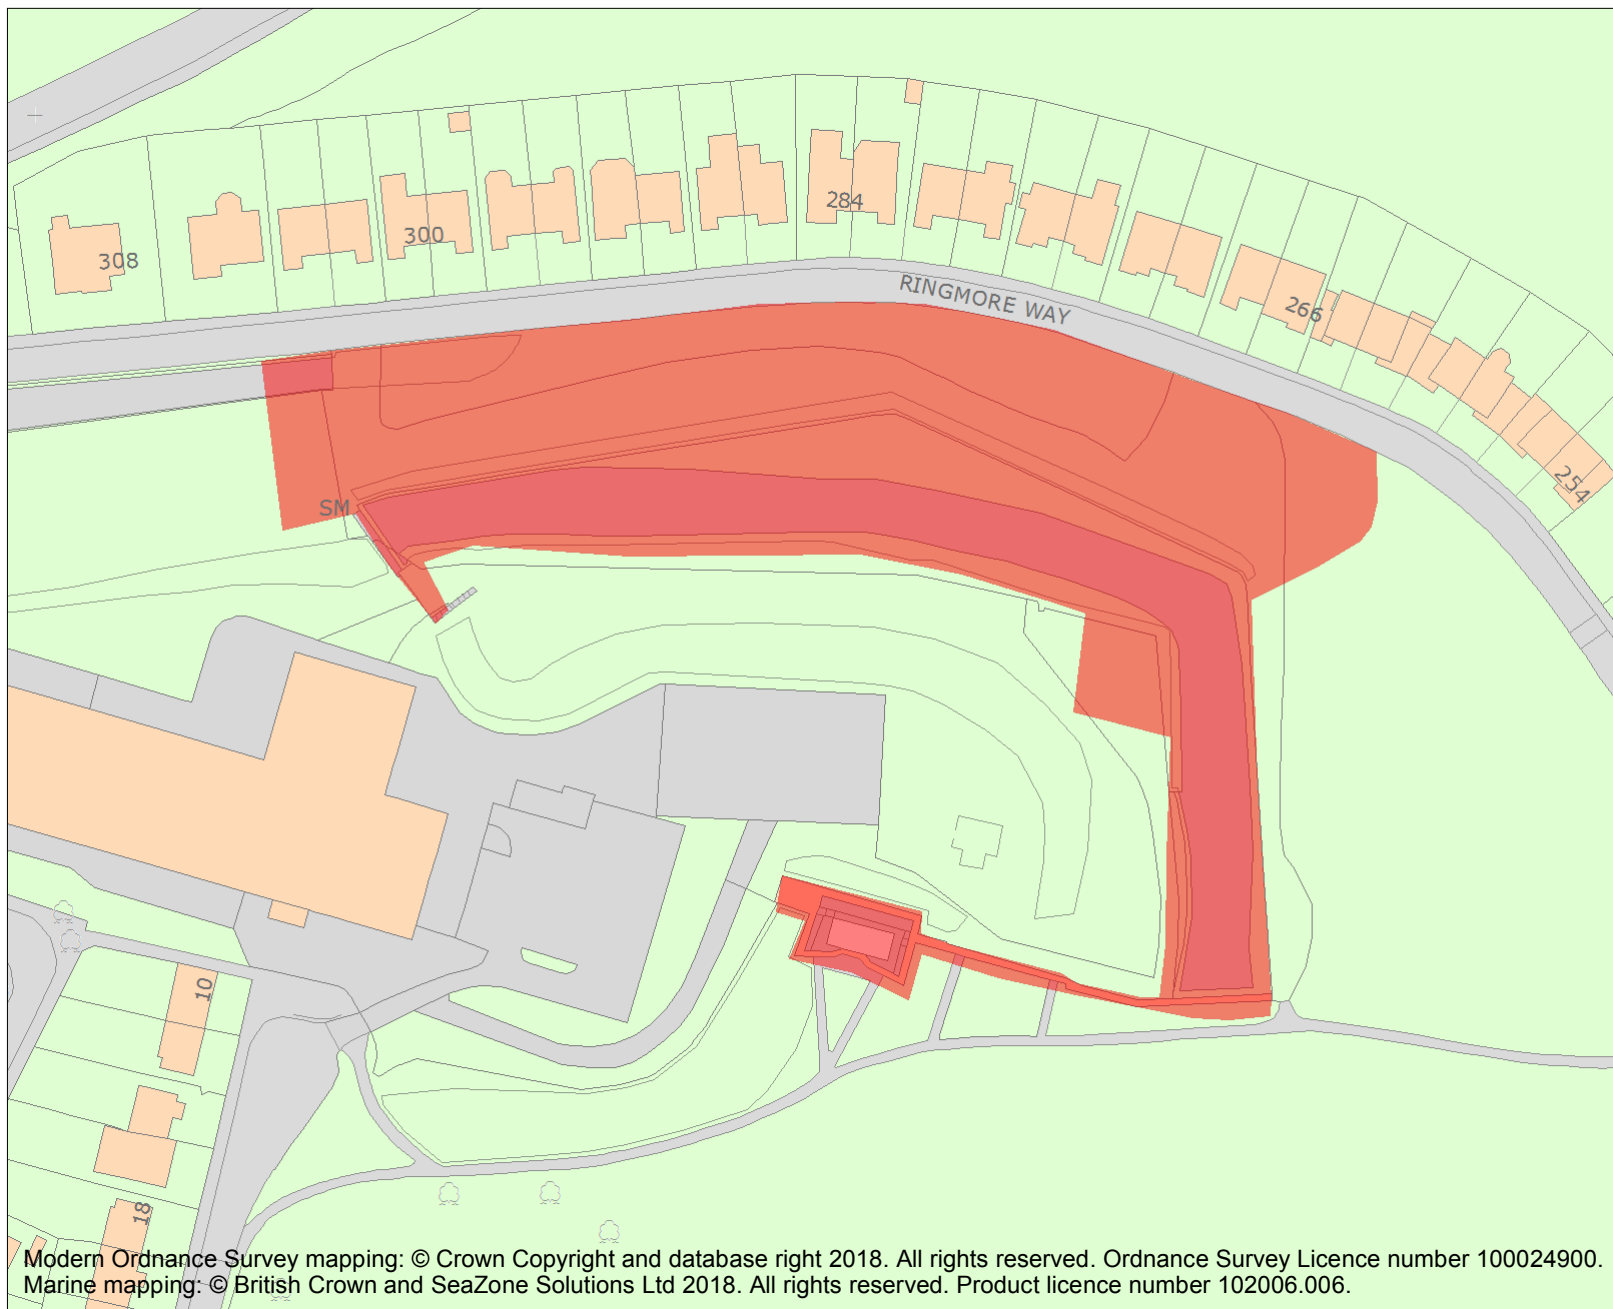 284
300
308
RINGMORE WAY
266
254
SM
10
18
Modern Ordnance Survey mapping: © Crown Copyright and database right 2018. All rights reserved. Ordnance Survey Licence number 100024900.
Marine mapping: © British Crown and SeaZone Solutions Ltd 2018. All rights reserved. Product licence number 102006.006.